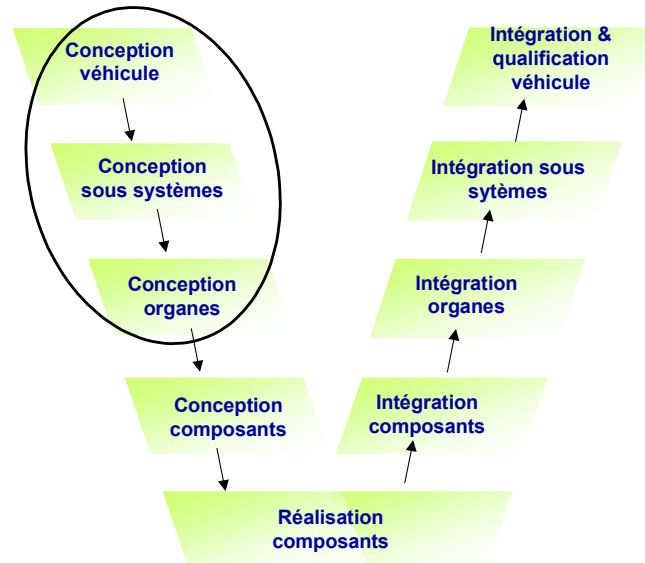 Conception
véhicule
Conception
sous systèmes
Conception
organes
Conception
composants
Réalisation
composants
Intégration
composants
Intégration
organes
Intégration sous
sytèmes
Intégration &
qualification
véhicule